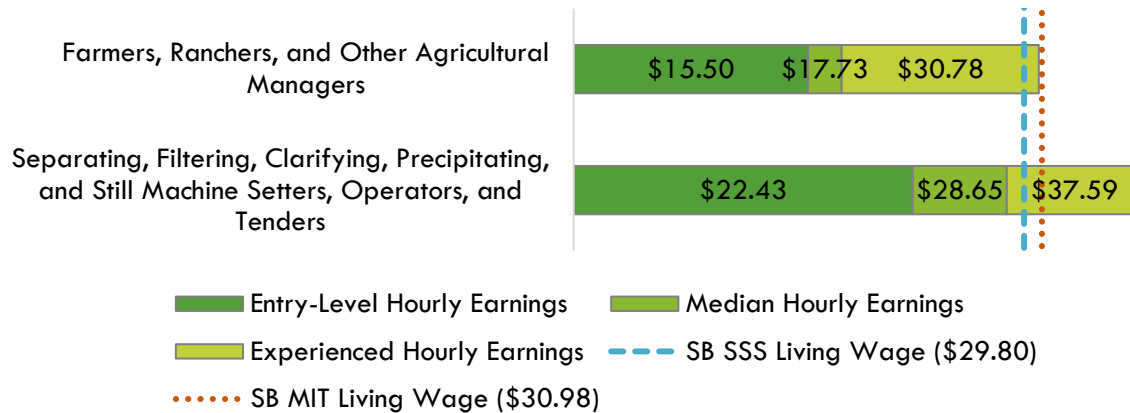 Farmers, Ranchers, and Other Agricultural
Managers
$15.50 $17.73 $30.78
Separating, Filtering, Clarifying, Precipitating,
and Still Machine Setters, Operators, and
Tenders
$22.43 $28.65 $37.59
Entry-Level Hourly Earnings Median Hourly Earnings
Experienced Hourly Earnings SB SSS Living Wage ($29.80)
SB MIT Living Wage ($30.98)